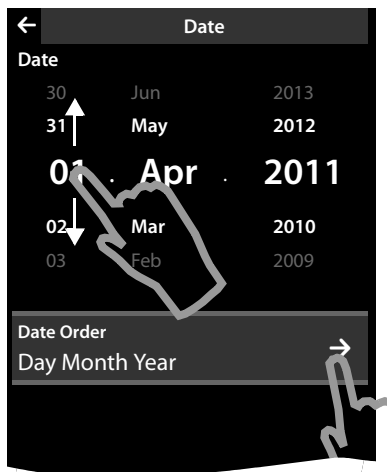 Date
Date
30 Jun 2013
31 May 2012
01 . Apr . 2011
02 Mar 2010
03 Feb 2009
Date Order
Day Month Year